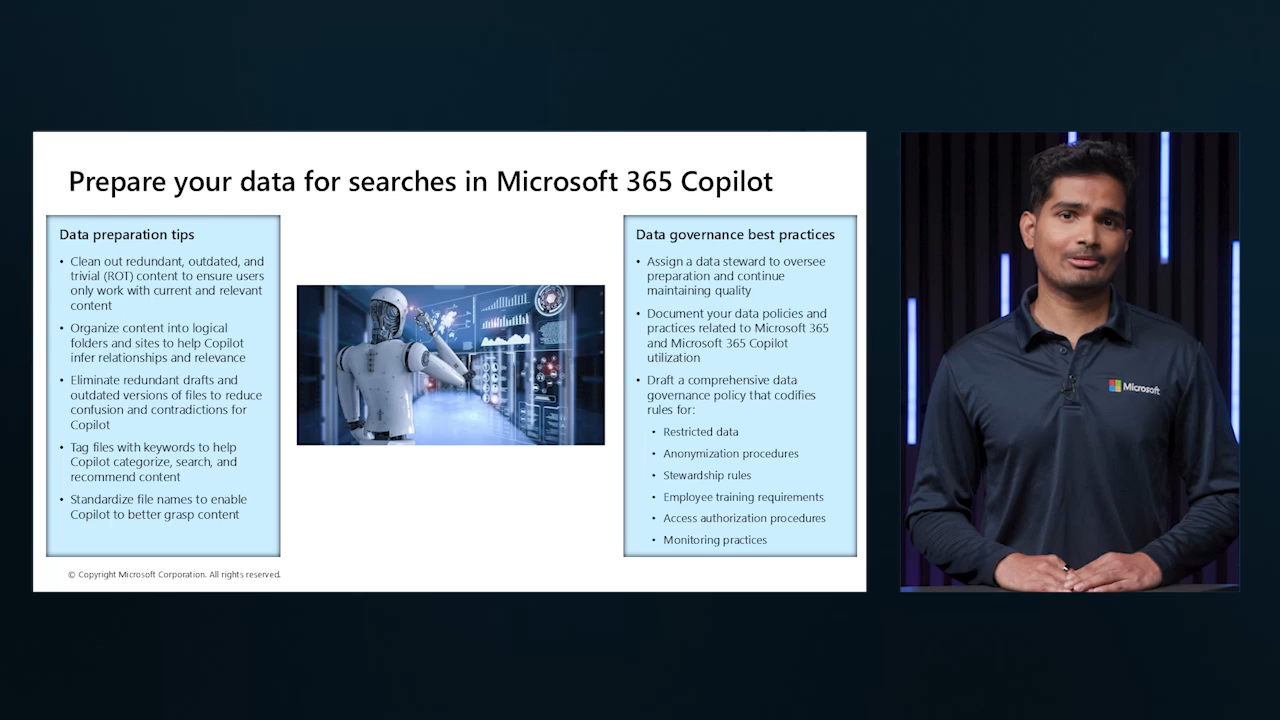 Prepare your data for searches in Microsoft 365 Copilot
Data preparation tips
• Clean out redundant, outdated, and
trivial (ROT) content to ensure users
only work with current and relevant
content
• Organize content into logical
folders and sites to help Copilot
infer relationships and relevance
• Eliminate redundant drafts and
outdated versions of files to reduce
confusion and contradictions for
Copilot
• Tag files with keywords to help
Copilot categorize, search, and
recommend content
• Standardize file names to enable
Copilot to better grasp content
Data governance best practices
• Assign a data steward to oversee
preparation and continue
maintaining quality
• Document your data policies and
practices related to Microsoft 365
and Microsoft 365 Copilot
utilization
• Draft a comprehensive data
governance policy that codifies
rules for:
• Restricted data
• Anonymization procedures
• Stewardship rules
• Employee training requirements
• Access authorization procedures
• Monitoring practices
© Copyright Microsoft Corporation. All rights reserved.
Microsoft